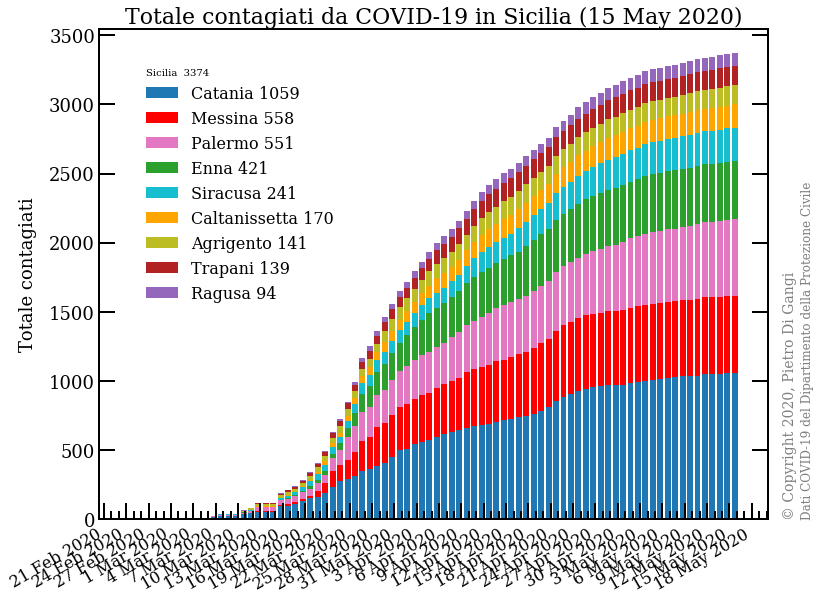 Totale contagiati da COVID-19 in Sicilia (15 May 2020)
3500
3000
2500
2000
1500
1000
500
0
Totale contagiati
Sicilia 3374
Catania 1059
Messina 558
Palermo 551
Enna 421
Siracusa 241
Caltanissetta 170
Agrigento 141
Trapani 139
Ragusa 94
21 Feb 2020
24 Feb 2020
27 Feb 2020
1 Mar 2020
4 Mar 2020
7 Mar 2020
10 Mar 2020
13 Mar 2020
16 Mar 2020
19 Mar 2020
22 Mar 2020
25 Mar 2020
28 Mar 2020
31 Mar 2020
3 Apr 2020
6 Apr 2020
9 Apr 2020
12 Apr 2020
15 Apr 2020
18 Apr 2020
21 Apr 2020
24 Apr 2020
27 Apr 2020
30 Apr 2020
3 May 2020
6 May 2020
9 May 2020
12 May 2020
15 May 2020
18 May 2020
© Copyright 2020, Pietro Di Gangi
Dati COVID-19 del Dipartimento della Protezione Civile